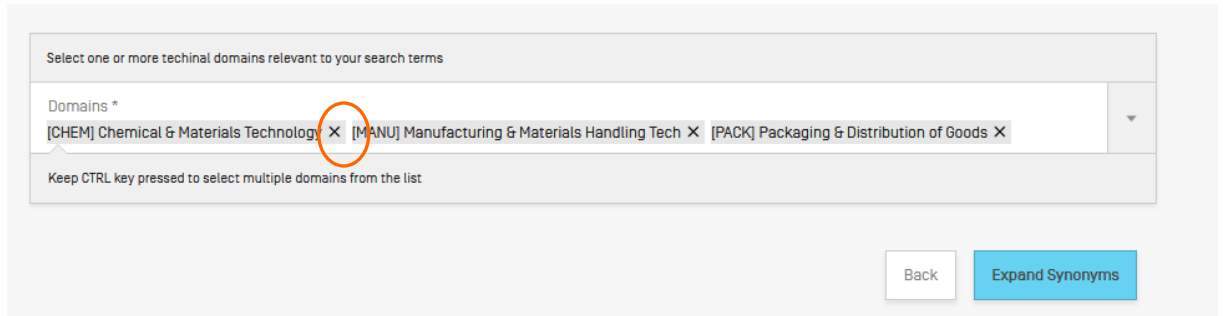 Select one or more techinal domains relevant to your search terms
Domains *
[CHEM] Chemical & Materials Technology ✕ [MANU] Manufacturing & Materials Handling Tech ✕ [PACK] Packaging & Distribution of Goods ✕
Keep CTRL key pressed to select multiple domains from the list
Back Expand Synonyms